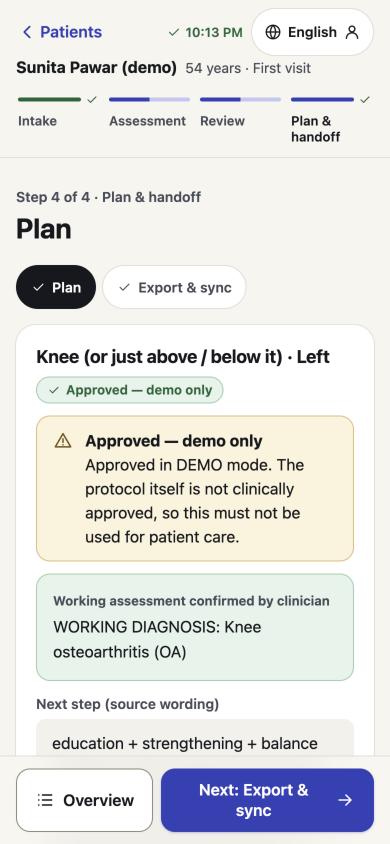 Patients
10:13 PM
English
Sunita Pawar (demo) 54 years · First visit
Intake
Assessment
Review
Plan &
handoff
Step 4 of 4 · Plan & handoff
Plan
Plan
Export & sync
Knee (or just above / below it) · Left
Approved — demo only
Approved — demo only
Approved in DEMO mode. The
protocol itself is not clinically
approved, so this must not be
used for patient care.
Working assessment confirmed by clinician
WORKING DIAGNOSIS: Knee
osteoarthritis (OA)
Next step (source wording)
education + strengthening + balance
Overview
Next: Export &
sync